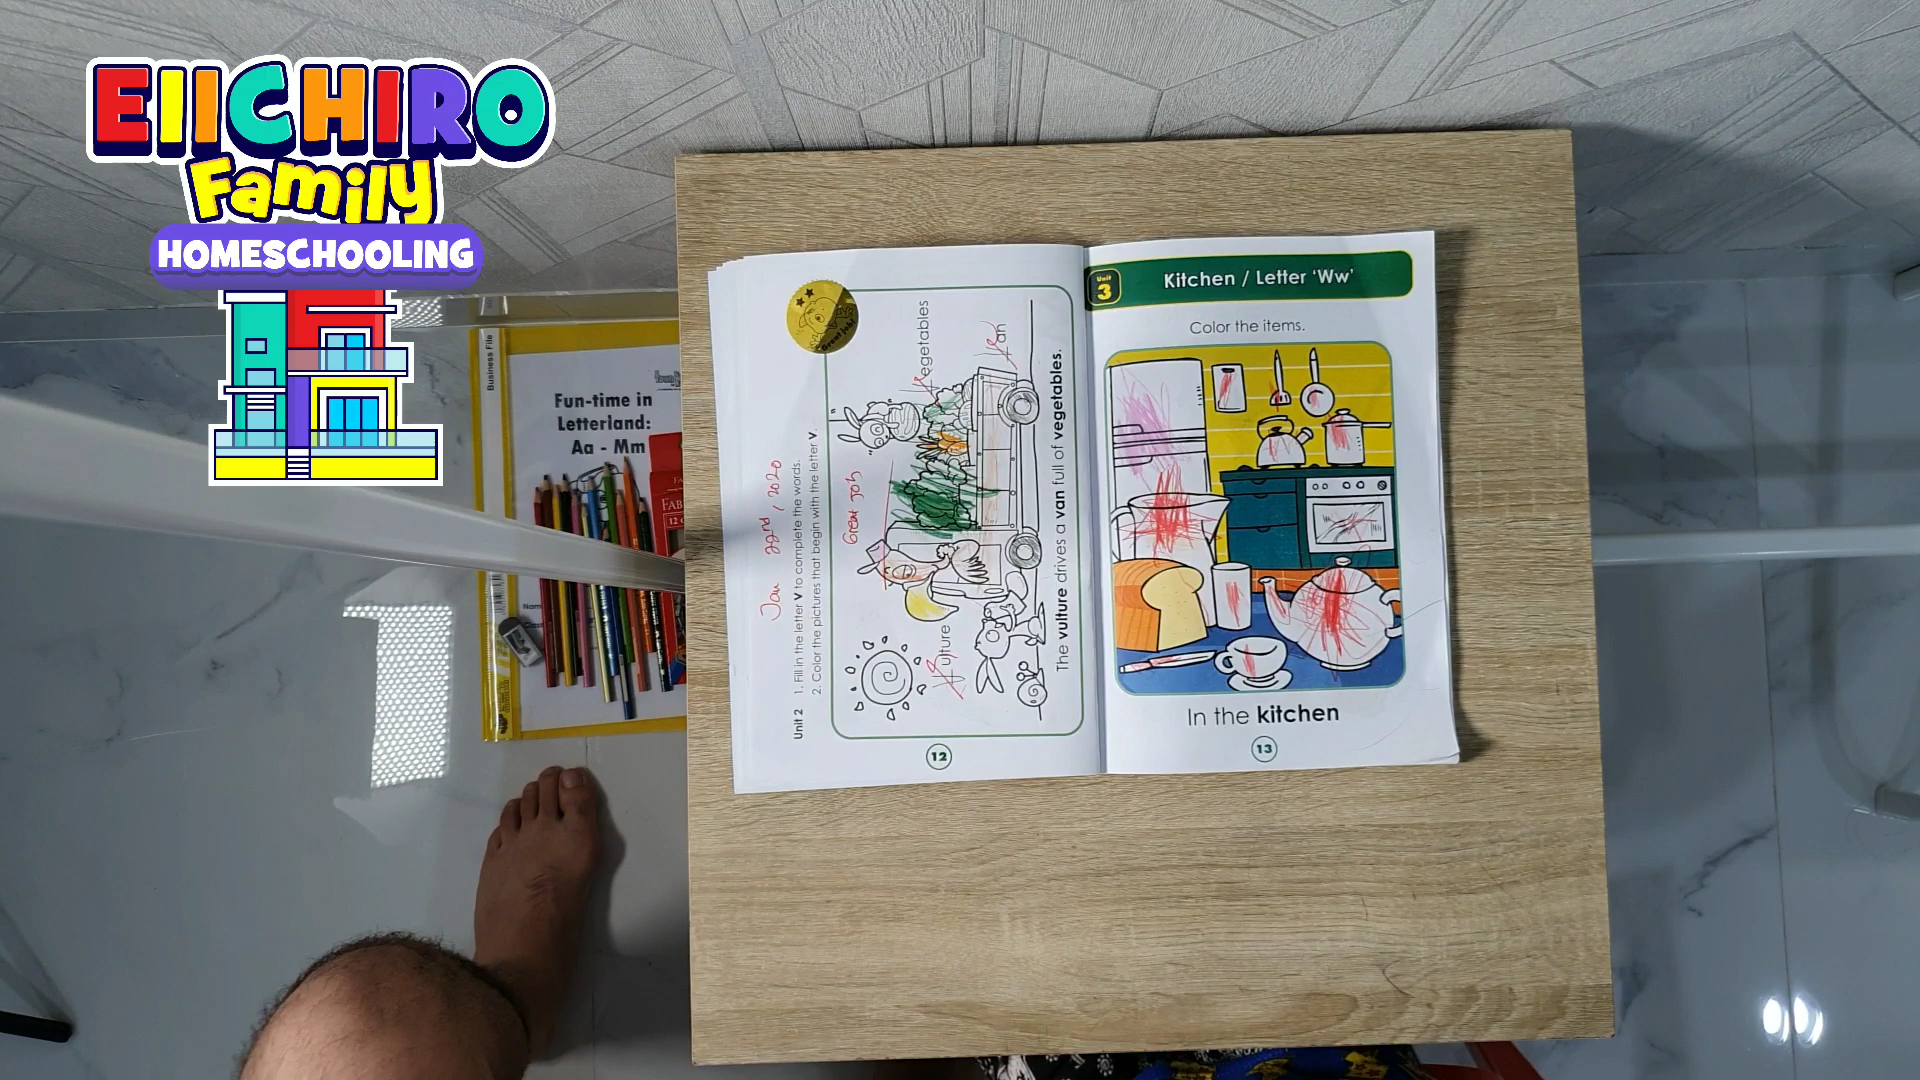 EIICHIRO
Family
HOMESCHOOLING
Business File
Fun-time in
Letterland:
Aa - Mm
Jan 22nd, 2020
Unit 2 1. Fill in the letter v to complete the words.
2. Color the pictures that begin with the letter v.
Great Job
Great Job!
vegetables
van
vulture
The vulture drives a van full of vegetables.
12
Unit
3
Kitchen / Letter 'Ww'
Color the items.
In the kitchen
13